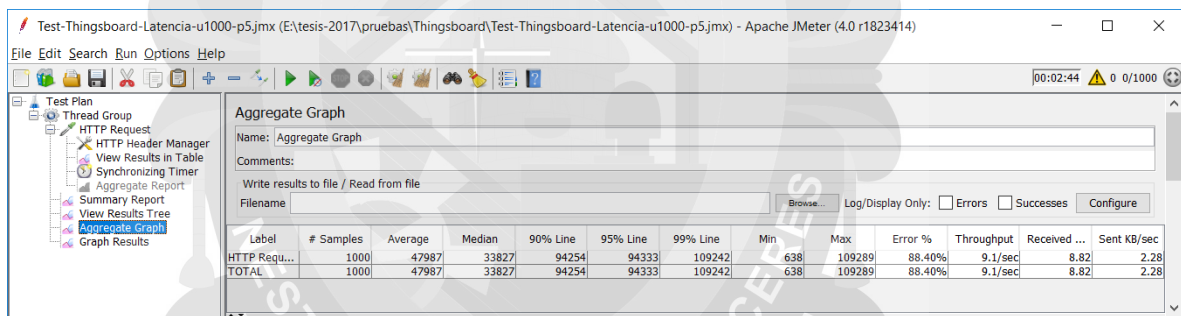 Test-Thingsboard-Latencia-u1000-p5.jmx (E:\tesis-2017\pruebas\Thingsboard\Test-Thingsboard-Latencia-u1000-p5.jmx) - Apache JMeter (4.0 r1823414)
File Edit Search Run Options Help
00:02:44 0 0/1000
Test Plan
Thread Group
HTTP Request
HTTP Header Manager
View Results in Table
Synchronizing Timer
Aggregate Report
Summary Report
View Results Tree
Aggregate Graph
Graph Results
Aggregate Graph
Name: Aggregate Graph
Comments:
Write results to file / Read from file
Filename Browse... Log/Display Only: Errors Successes Configure
Label # Samples Average Median 90% Line 95% Line 99% Line Min Max Error % Throughput Received ... Sent KB/sec
HTTP Requ... 1000 47987 33827 94254 94333 109242 638 109289 88.40% 9.1/sec 8.82 2.28
TOTAL 1000 47987 33827 94254 94333 109242 638 109289 88.40% 9.1/sec 8.82 2.28